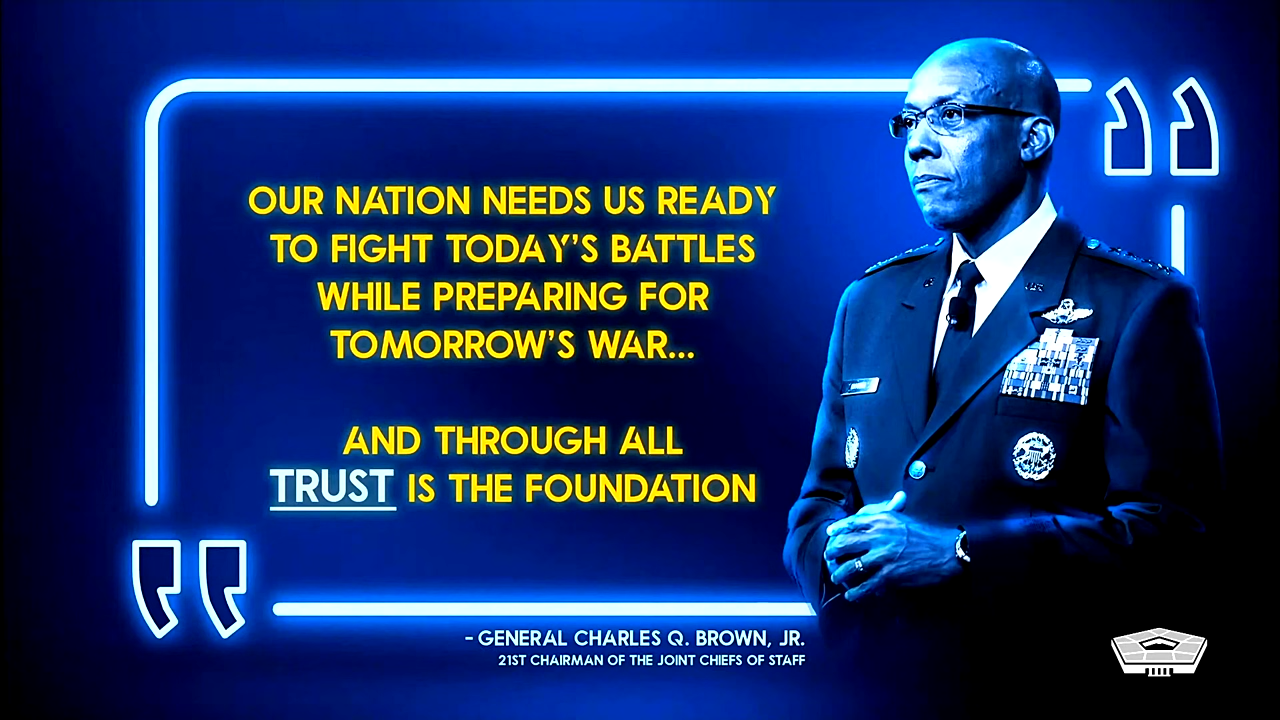 OUR NATION NEEDS US READY
TO FIGHT TODAY'S BATTLES
WHILE PREPARING FOR
TOMORROW'S WAR...
AND THROUGH ALL
TRUST IS THE FOUNDATION
- GENERAL CHARLES Q. BROWN, JR.
21ST CHAIRMAN OF THE JOINT CHIEFS OF STAFF